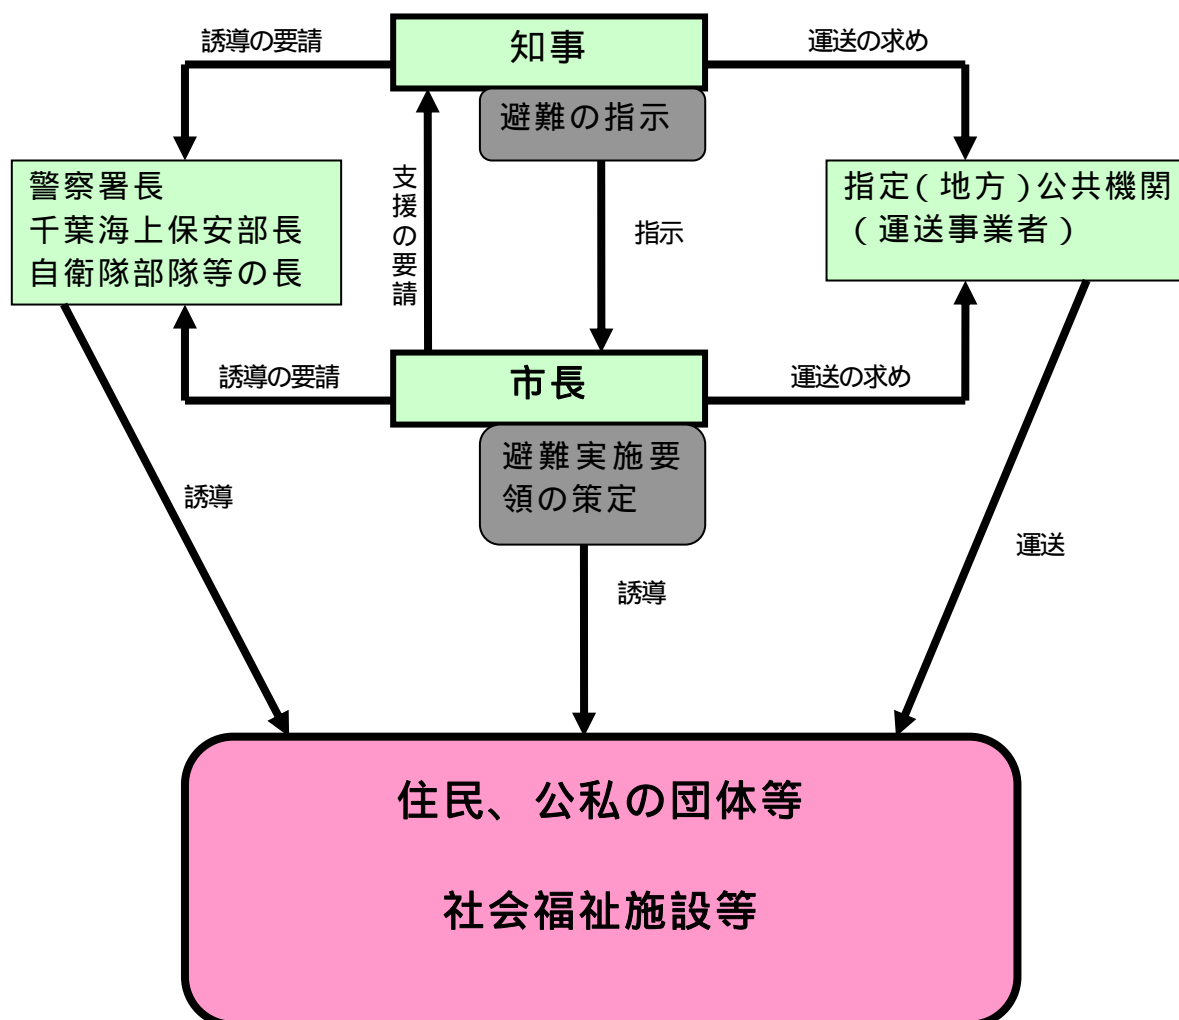 誘導の要請
知事
運送の求め
避難の指示
警察署長
千葉海上保安部長
自衛隊部隊等の長
支援の要請
指示
指定(地方)公共機関
(運送事業者)
誘導の要請
市長
運送の求め
避難実施要
領の策定
誘導
誘導
運送
住民、公私の団体等
社会福祉施設等